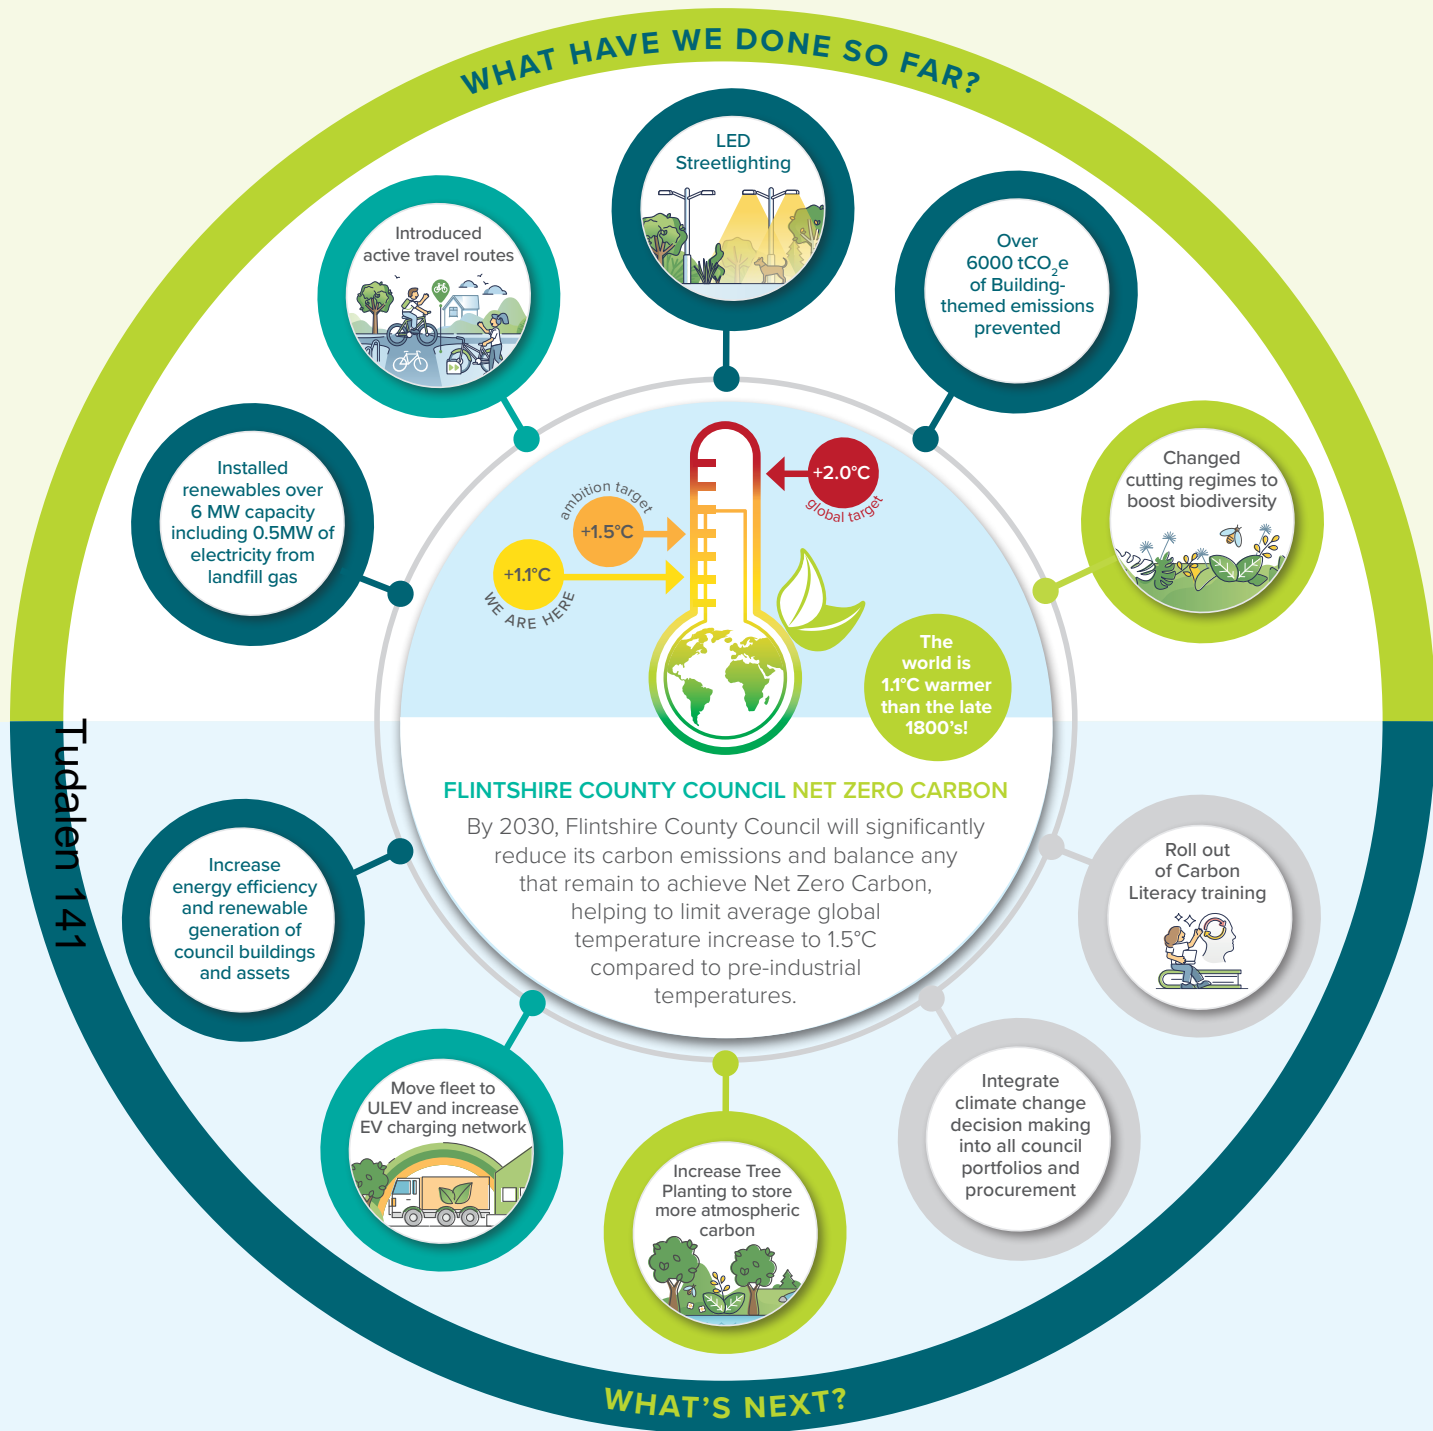 WHAT HAVE WE DONE SO FAR?
LED
Streetlighting
Introduced
active travel routes
Over
6000 tCO₂e
of Building-
themed emissions
prevented
Installed
renewables over
6 MW capacity
including 0.5MW of
electricity from
landfill gas
Changed
cutting regimes to
boost biodiversity
+2.0°C
global target
ambition target
+1.5°C
+1.1°C
WE ARE HERE
The
world is
1.1°C warmer
than the late
1800's!
Tudalen 141
FLINTSHIRE COUNTY COUNCIL NET ZERO CARBON
By 2030, Flintshire County Council will significantly
reduce its carbon emissions and balance any
that remain to achieve Net Zero Carbon,
helping to limit average global
temperature increase to 1.5°C
compared to pre-industrial
temperatures.
Increase
energy efficiency
and renewable
generation of
council buildings
and assets
Roll out
of Carbon
Literacy training
Move fleet to
ULEV and increase
EV charging network
Increase Tree
Planting to store
more atmospheric
carbon
Integrate
climate change
decision making
into all council
portfolios and
procurement
WHAT'S NEXT?